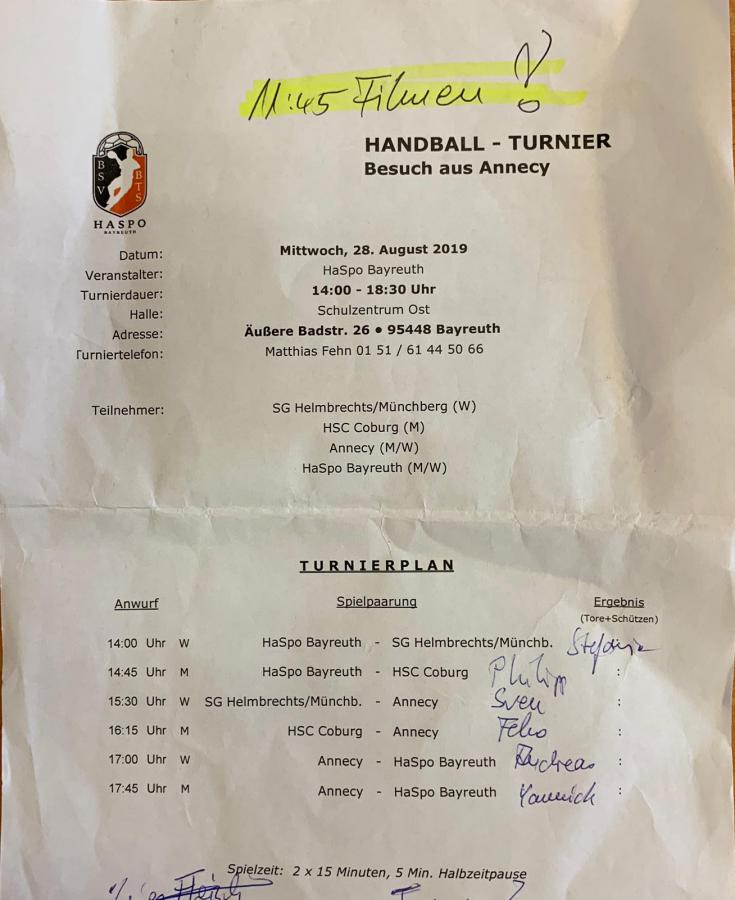 11:45 Filmen !
HANDBALL - TURNIER
Besuch aus Annecy
BSV BTS
HASPO
BAYREUTH
Datum: Mittwoch, 28. August 2019
Veranstalter: HaSpo Bayreuth
Turnierdauer: 14:00 - 18:30 Uhr
Halle: Schulzentrum Ost
Adresse: Äußere Badstr. 26 • 95448 Bayreuth
Turniertelefon: Matthias Fehn 01 51 / 61 44 50 66
Teilnehmer: SG Helmbrechts/Münchberg (W)
HSC Coburg (M)
Annecy (M/W)
HaSpo Bayreuth (M/W)
TURNIERPLAN
Anwurf Spielpaarung Ergebnis
(Tore+Schützen)
14:00 Uhr W HaSpo Bayreuth - SG Helmbrechts/Münchb. Stefanie
14:45 Uhr M HaSpo Bayreuth - HSC Coburg Philipp :
15:30 Uhr W SG Helmbrechts/Münchb. - Annecy Sven :
16:15 Uhr M HSC Coburg - Annecy :
17:00 Uhr W Annecy - HaSpo Bayreuth Andreas :
17:45 Uhr M Annecy - HaSpo Bayreuth Yannick :
Spielzeit: 2 x 15 Minuten, 5 Min. Halbzeitpause